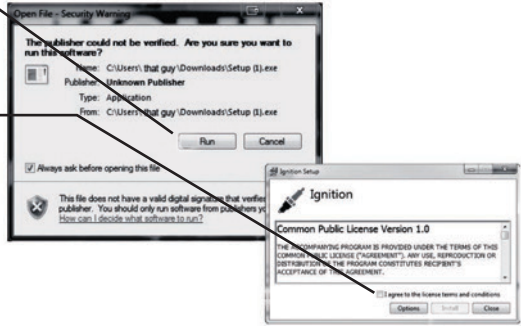 Open File - Security Warning
The publisher could not be verified. Are you sure you want to
run this software?
Name: C:\Users\ that guy \Downloads\Setup (1).exe
Publisher: Unknown Publisher
Type: Application
From: C:\Users\ that guy \Downloads\Setup (1).exe
Run Cancel
Always ask before opening this file
This file does not have a valid digital signature that verifies
publisher. You should only run software from publishers yo
How can I decide what software to run?
Ignition Setup
Ignition
Common Public License Version 1.0
THE ACCOMPANYING PROGRAM IS PROVIDED UNDER THE TERMS OF THIS
COMMON PUBLIC LICENSE ("AGREEMENT"). ANY USE, REPRODUCTION OR
DISTRIBUTION OF THE PROGRAM CONSTITUTES RECIPIENT'S
ACCEPTANCE OF THIS AGREEMENT.
I agree to the license terms and conditions
Options Install Close